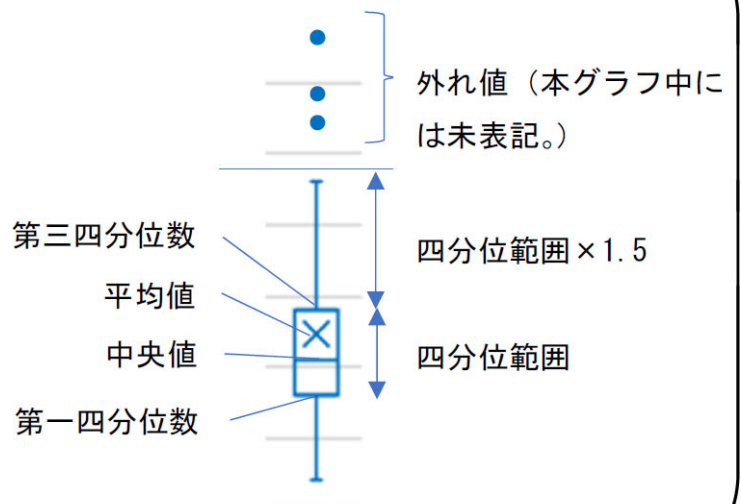 外れ値（本グラフ中に
は未表記。）
第三四分位数
四分位範囲×1.5
平均値
中央値
四分位範囲
第一四分位数